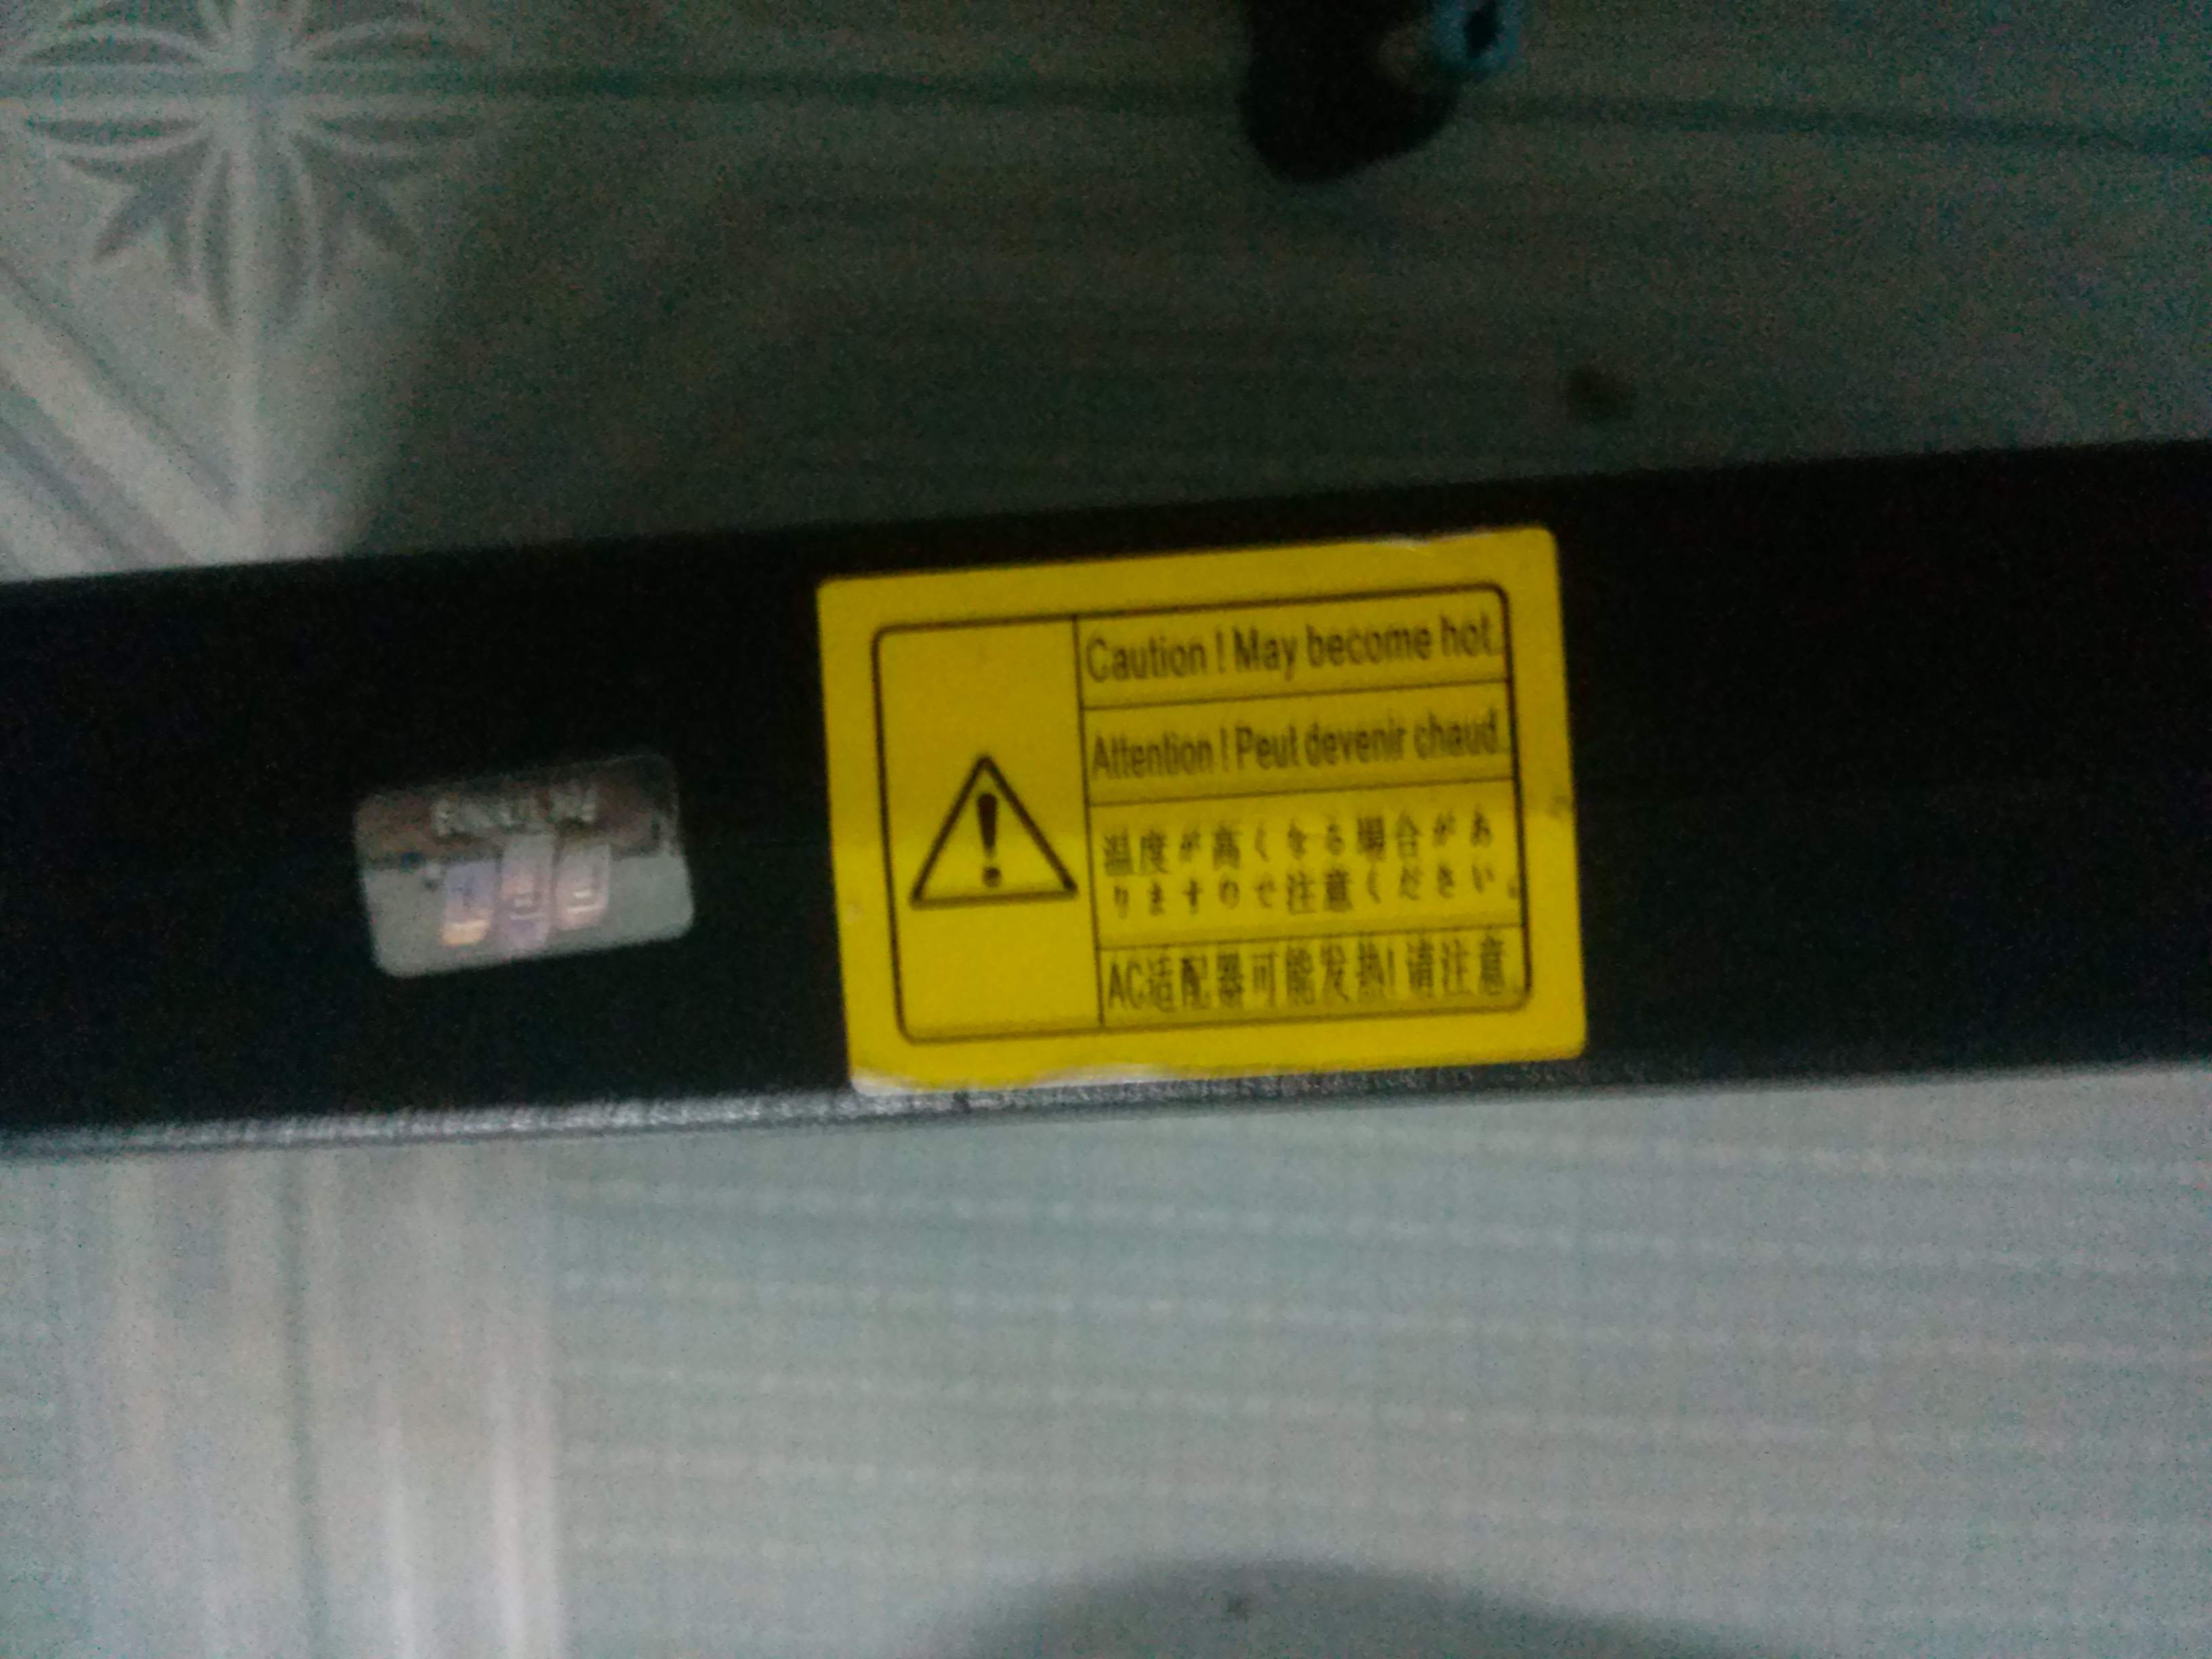 Caution ! May become hot.
Attention ! Peut devenir chaud.
温度が高くなる場合があ
りますので注意ください。
AC适配器可能发热! 请注意.